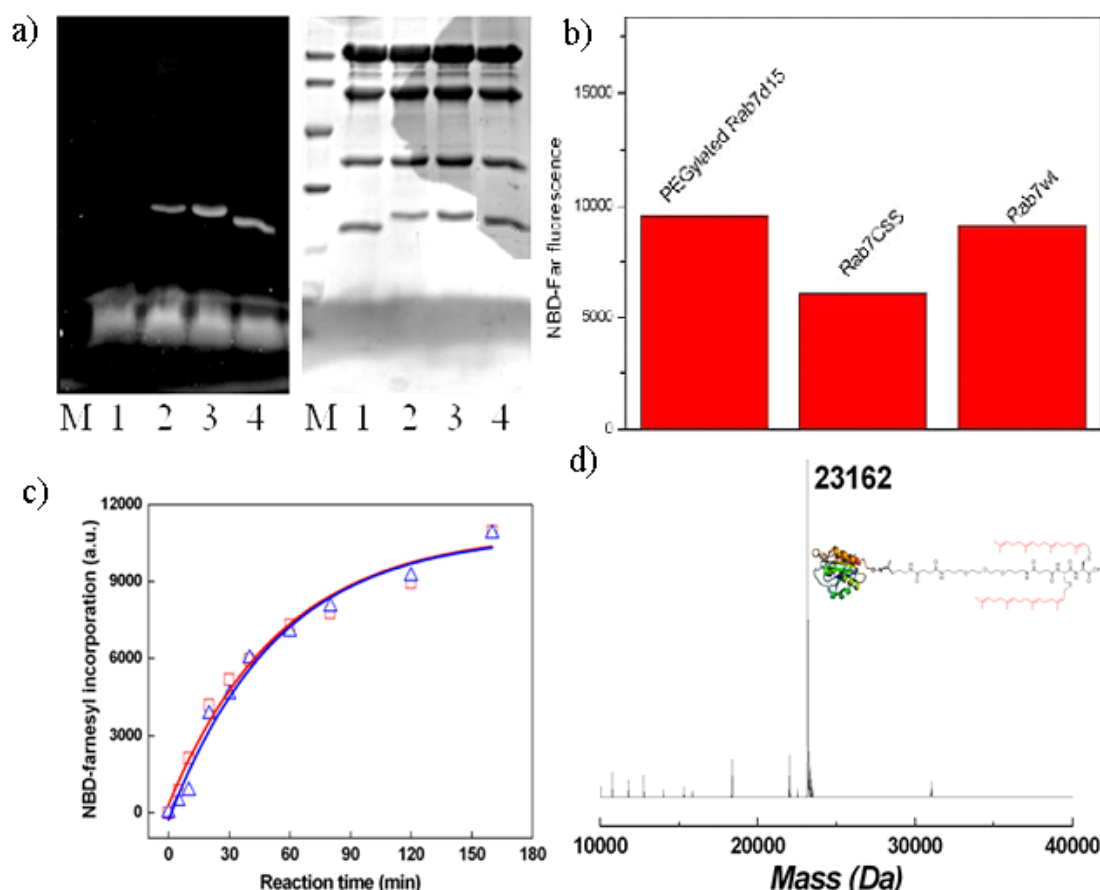 a)
M 1 2 3 4
M 1 2 3 4
b)
NBD-Far fluorescence
15000
10000
5000
0
PEGylated Rab7d15
Rab7CSS
Rab7wt
c)
NBD-farnesyl incorporation (a.u.)
12000
9000
6000
3000
0
0 30 60 90 120 150 180
Reaction time (min)
d)
23162
10000 20000 30000 40000
Mass (Da)